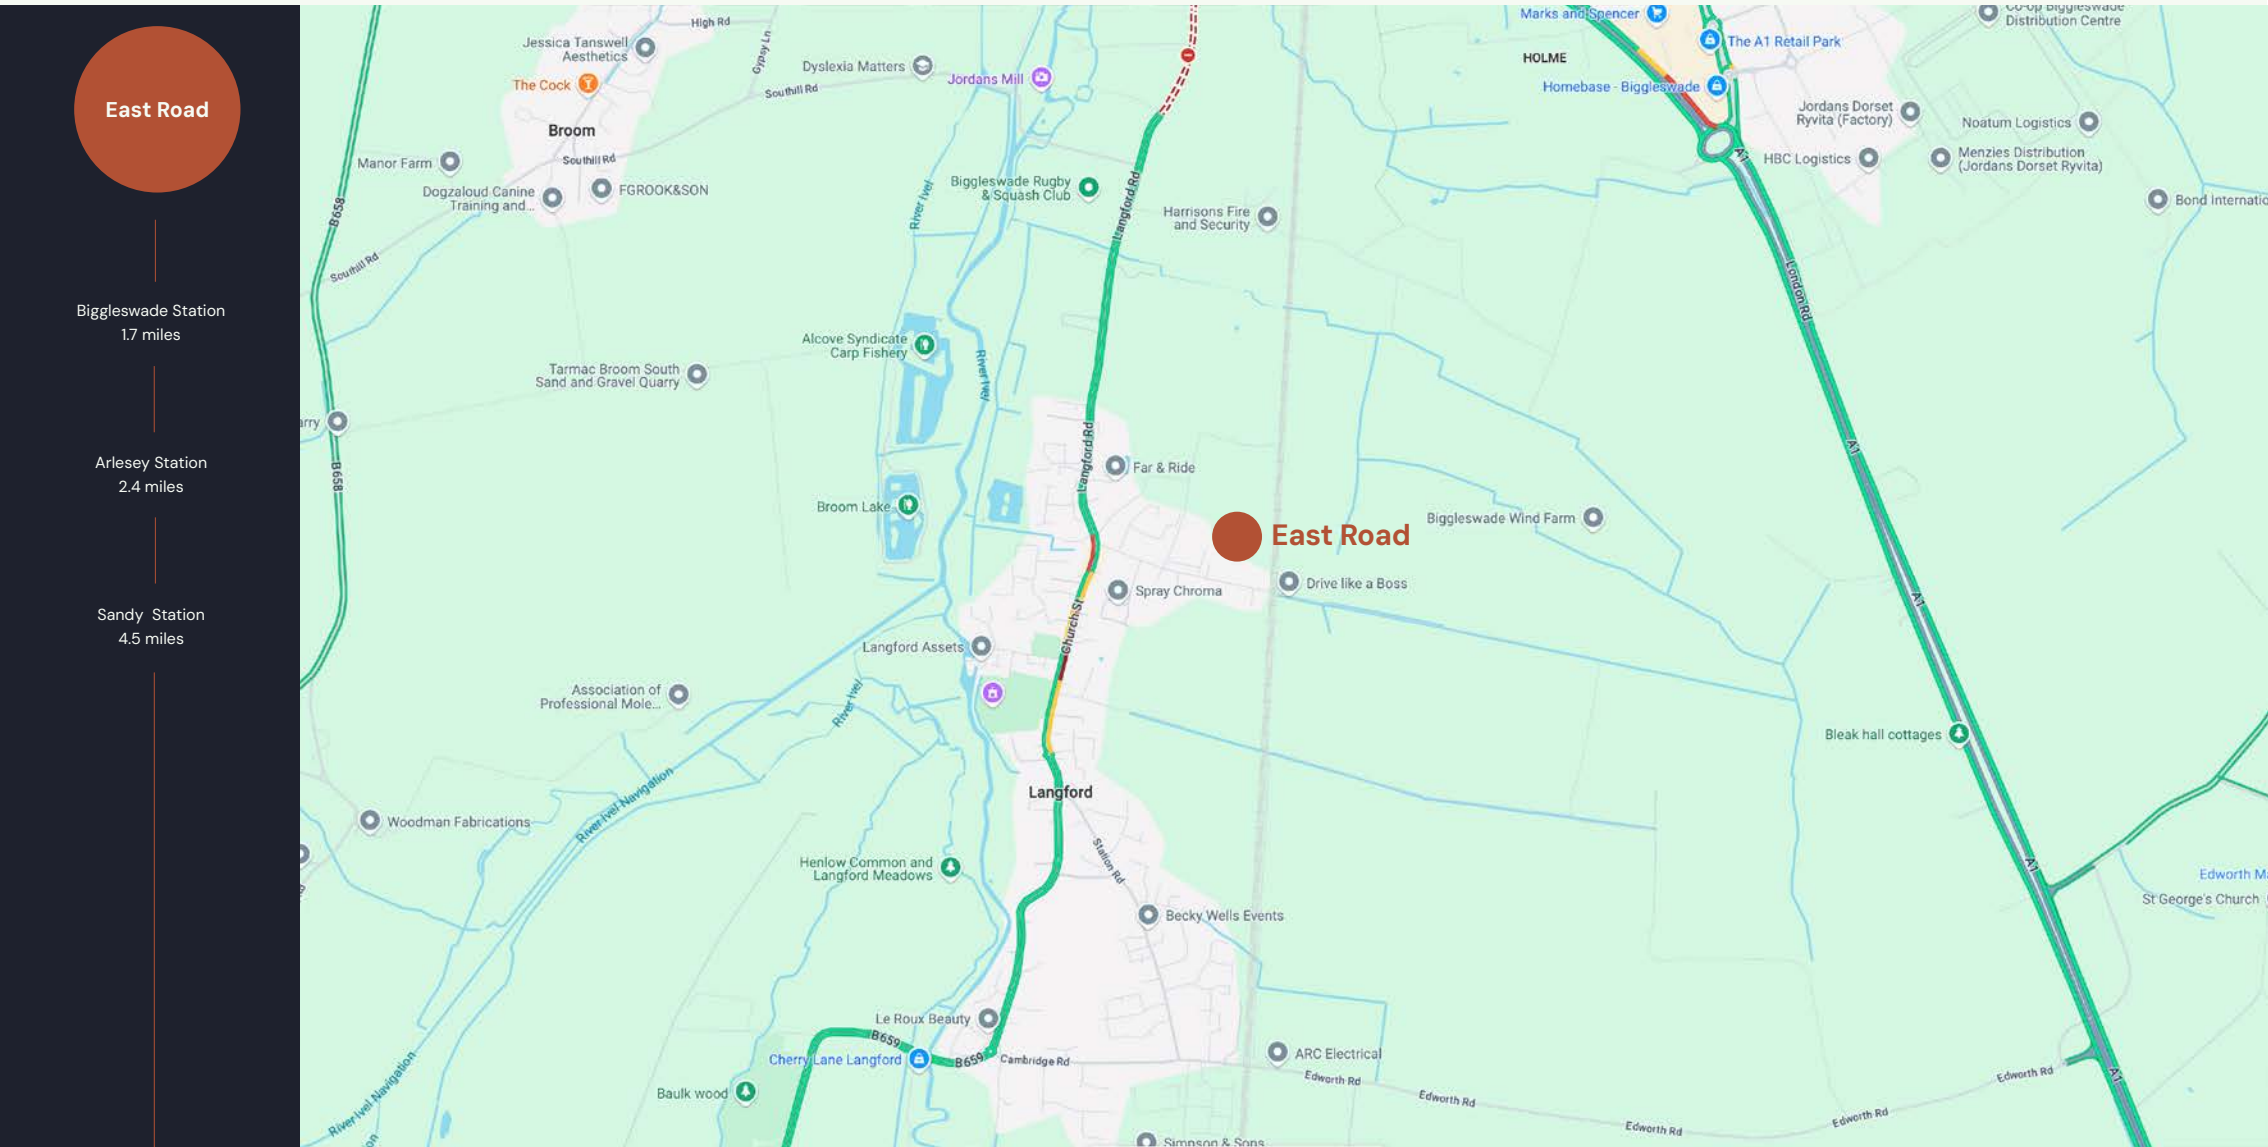 East Road
Biggleswade Station
1.7 miles
Arlesey Station
2.4 miles
Sandy Station
4.5 miles
High Rd
Jessica Tanswell
Aesthetics
Gypsy Ln
The Cock
Dyslexia Matters
Jordans Mill
Southill Rd
Broom
Southill Rd
Manor Farm
Dogzaloud Canine
Training and...
FGROOK&SON
B658
Southill Rd
River Ivel
Biggleswade Rugby
& Squash Club
Langford Rd
Harrisons Fire
and Security
Marks and Spencer
HOLME
The A1 Retail Park
Homebase - Biggleswade
Co-op Biggleswade
Distribution Centre
Jordans Dorset
Ryvita (Factory)
Noatum Logistics
A1
HBC Logistics
Menzies Distribution
(Jordans Dorset Ryvita)
Bond Internatio
London Rd
Alcove Syndicate
Carp Fishery
River Ivel
Tarmac Broom South
Sand and Gravel Quarry
arry
B658
Langford Rd
Far & Ride
A1
Broom Lake
East Road
Biggleswade Wind Farm
Drive like a Boss
Spray Chroma
A1
Church St
Langford Assets
Association of
Professional Mole...
River Ivel
Bleak hall cottages
Langford
River Ivel Navigation
Woodman Fabrications
Station Rd
Henlow Common and
Langford Meadows
A1
Edworth M
St George's Church
Becky Wells Events
Le Roux Beauty
B659
Cherry Lane Langford
B659
Cambridge Rd
ARC Electrical
Edworth Rd
Edworth Rd
Edworth Rd
Edworth Rd
Edworth Rd
A1
Baulk wood
River Ivel Navigation
on
Simpson & Sons